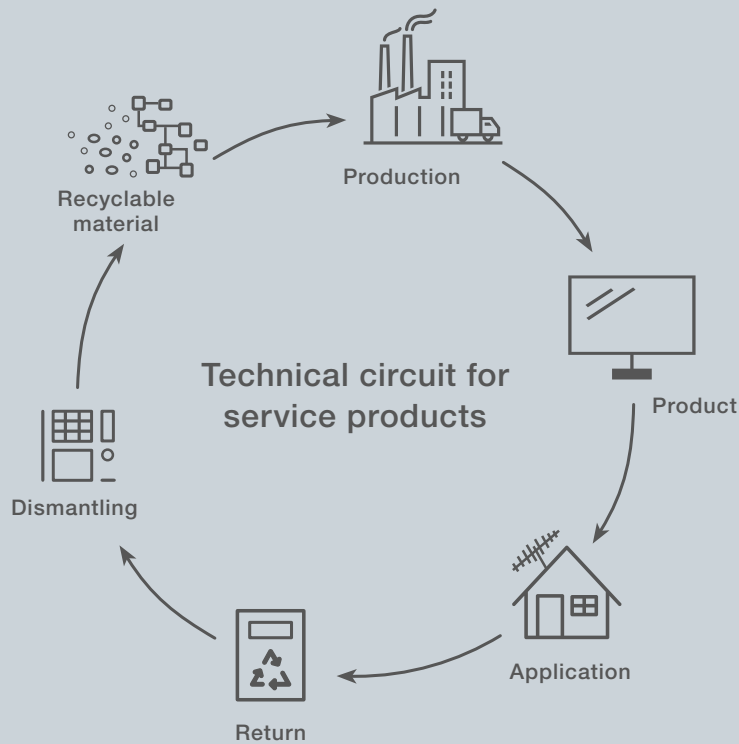 Production
Recyclable
material
Technical circuit for
service products
Product
Dismantling
Application
Return